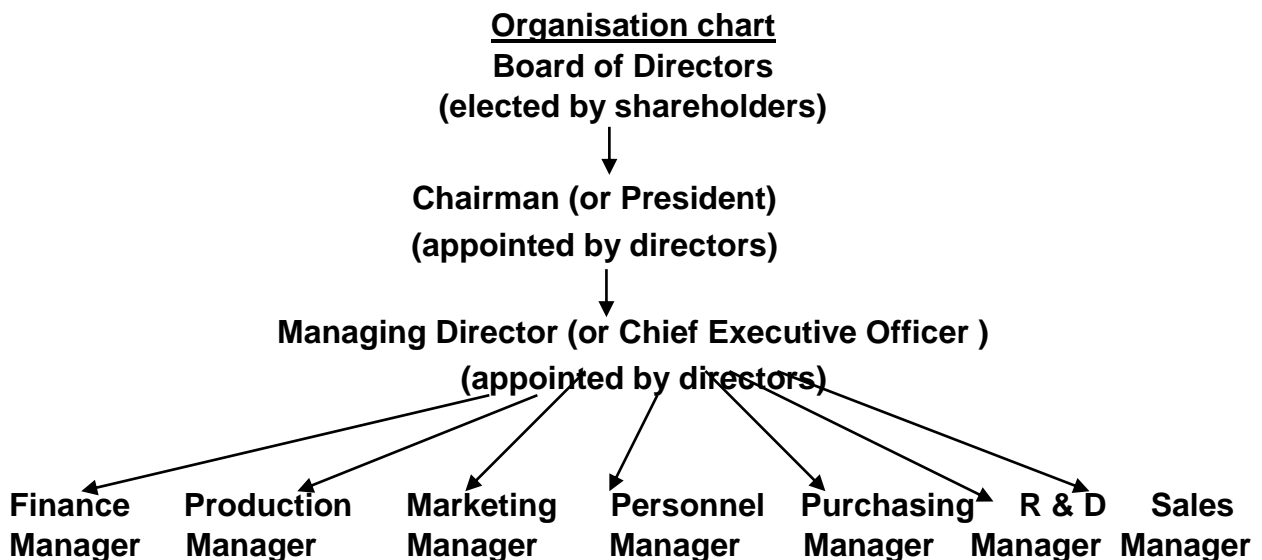 Organisation chart
Board of Directors
(elected by shareholders)
Chairman (or President)
(appointed by directors)
Managing Director (or Chief Executive Officer )
(appointed by directors)
Finance Production Marketing Personnel Purchasing R & D Sales
Manager Manager Manager Manager Manager Manager Manager